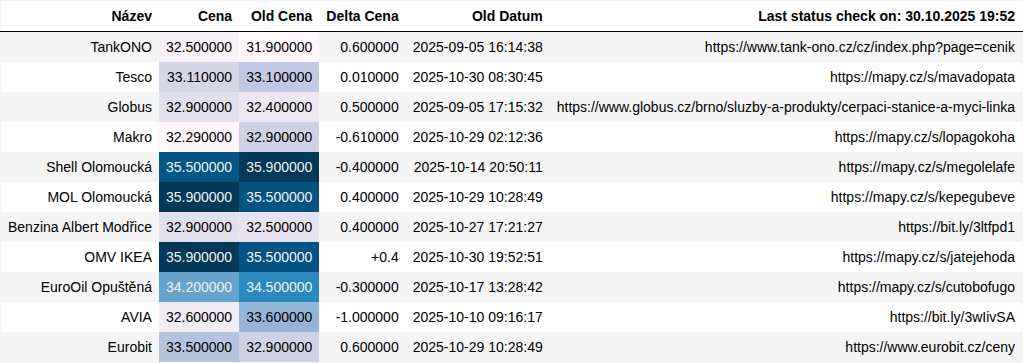 Název Cena Old Cena Delta Cena Old Datum Last status check on: 30.10.2025 19:52
TankONO 32.500000 31.900000 0.600000 2025-09-05 16:14:38 https://www.tank-ono.cz/cz/index.php?page=cenik
Tesco 33.110000 33.100000 0.010000 2025-10-30 08:30:45 https://mapy.cz/s/mavadopata
Globus 32.900000 32.400000 0.500000 2025-09-05 17:15:32 https://www.globus.cz/brno/sluzby-a-produkty/cerpaci-stanice-a-myci-linka
Makro 32.290000 32.900000 -0.610000 2025-10-29 02:12:36 https://mapy.cz/s/lopagokoha
Shell Olomoucká 35.500000 35.900000 -0.400000 2025-10-14 20:50:11 https://mapy.cz/s/megolelafe
MOL Olomoucká 35.900000 35.500000 0.400000 2025-10-29 10:28:49 https://mapy.cz/s/kepegubeve
Benzina Albert Modřice 32.900000 32.500000 0.400000 2025-10-27 17:21:27 https://bit.ly/3ltfpd1
OMV IKEA 35.900000 35.500000 +0.4 2025-10-30 19:52:51 https://mapy.cz/s/jatejehoda
EuroOil Opuštěná 34.200000 34.500000 -0.300000 2025-10-17 13:28:42 https://mapy.cz/s/cutobofugo
AVIA 32.600000 33.600000 -1.000000 2025-10-10 09:16:17 https://bit.ly/3wIivSA
Eurobit 33.500000 32.900000 0.600000 2025-10-29 10:28:49 https://www.eurobit.cz/ceny